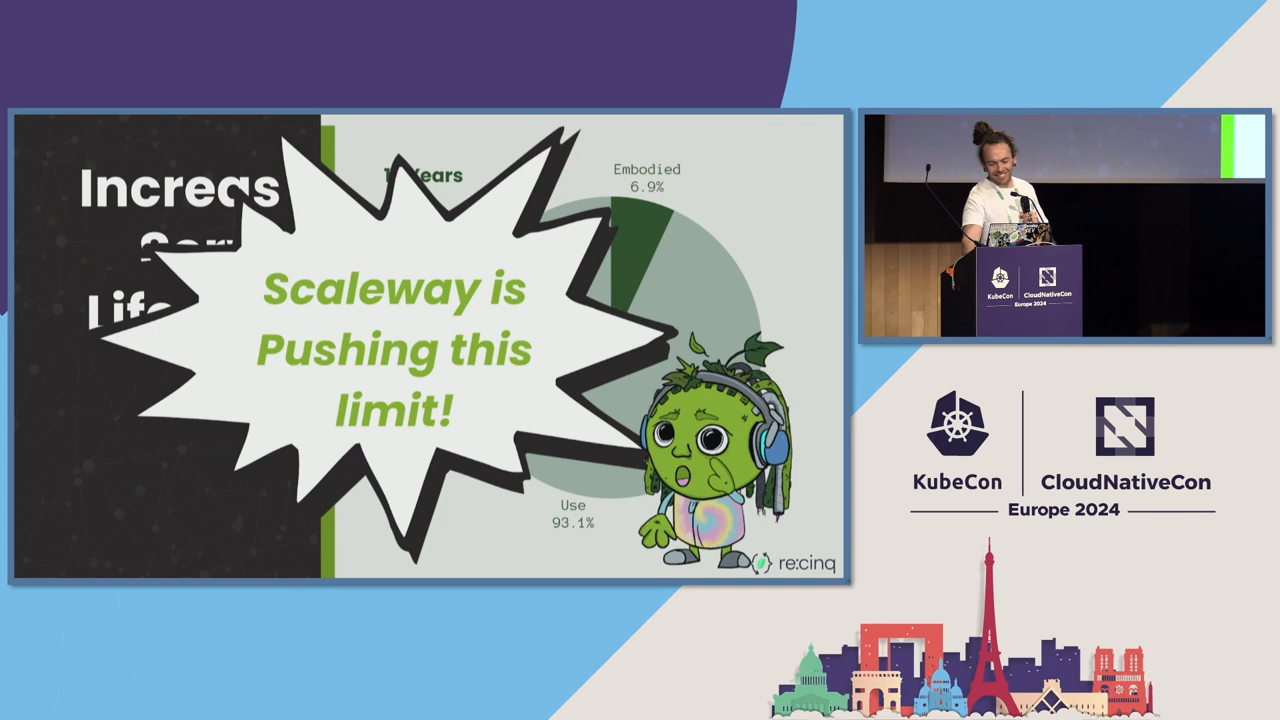 Increas
Scaleway is
Pushing this
limit!
Years
Embodied
6.9%
Use
93.1%
re:cinq
KubeCon
CloudNativeCon
Europe 2024
KubeCon
CloudNativeCon
Europe 2024